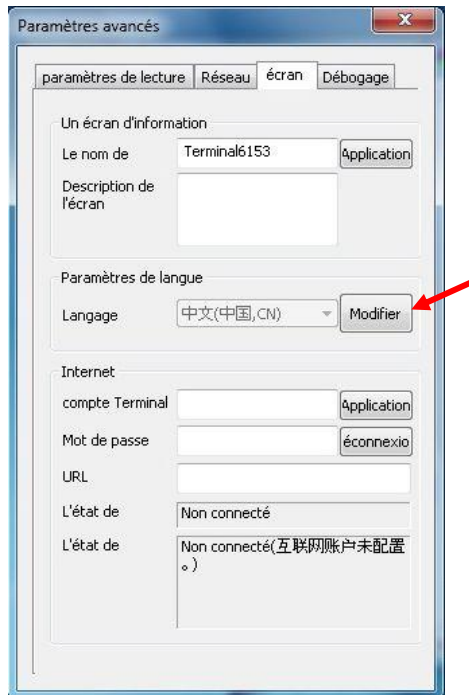 Paramètres avancés
paramètres de lecture Réseau écran Débogage
Un écran d'information
Le nom de Terminal6153 Application
Description de
l'écran
Paramètres de langue
Langage 中文(中国,CN) Modifier
Internet
compte Terminal Application
Mot de passe éconnexio
URL
L'état de Non connecté
L'état de Non connecté(互联网账户未配置
。)